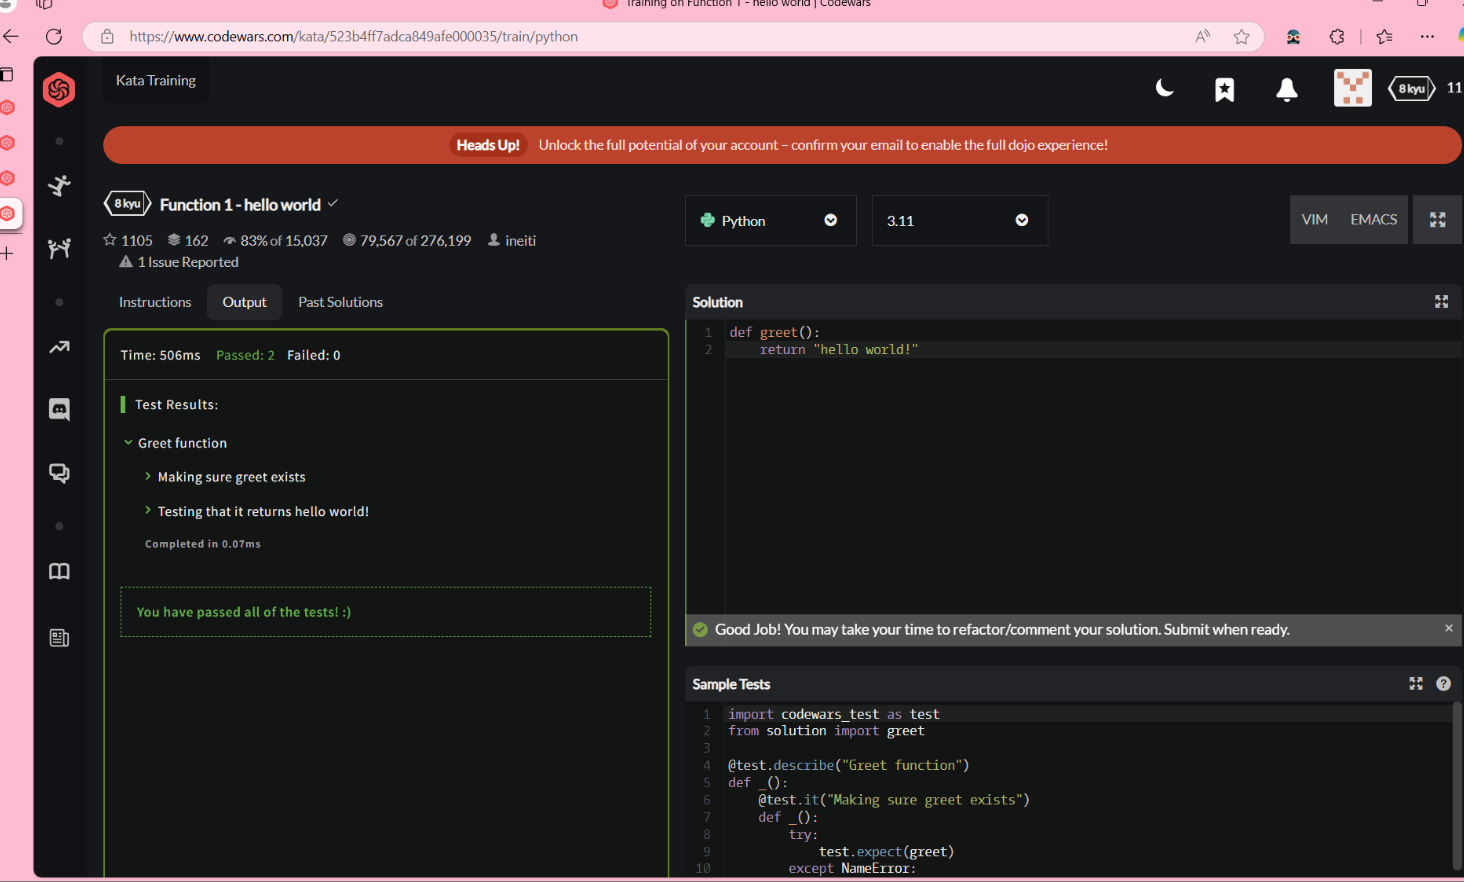 Training on Function 1 - hello world | Codewars
https://www.codewars.com/kata/523b4ff7adca849afe000035/train/python
Kata Training
8 kyu
11
Heads Up! Unlock the full potential of your account – confirm your email to enable the full dojo experience!
8 kyu Function 1 - hello world
1105 162 83% of 15,037 79,567 of 276,199 ineiti
1 Issue Reported
Python
3.11
VIM EMACS
Instructions Output Past Solutions
Time: 506ms Passed: 2 Failed: 0
Test Results:
Greet function
Making sure greet exists
Testing that it returns hello world!
Completed in 0.07ms
You have passed all of the tests! :)
Solution
1 def greet():
2 return "hello world!"
Good Job! You may take your time to refactor/comment your solution. Submit when ready.
Sample Tests
1 import codewars_test as test
2 from solution import greet
3
4 @test.describe("Greet function")
5 def _():
6 @test.it("Making sure greet exists")
7 def _():
8 try:
9 test.expect(greet)
10 except NameError: